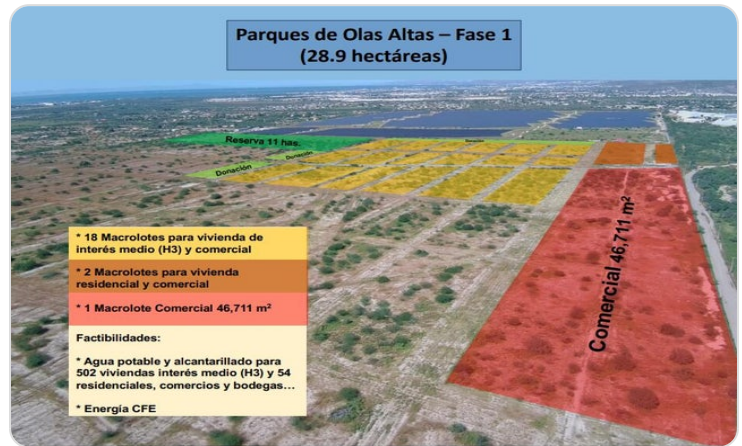 Parques de Olas Altas – Fase 1
(28.9 hectáreas)
Reserva 11 has.
Donación
Donación
Comercial 46,711 m²
* 18 Macrolotes para vivienda de
interés medio (H3) y comercial
* 2 Macrolotes para vivienda
residencial y comercial
* 1 Macrolote Comercial 46,711 m²
Factibilidades:
* Agua potable y alcantarillado para
502 viviendas interés medio (H3) y 54
residenciales, comercios y bodegas...
* Energía CFE